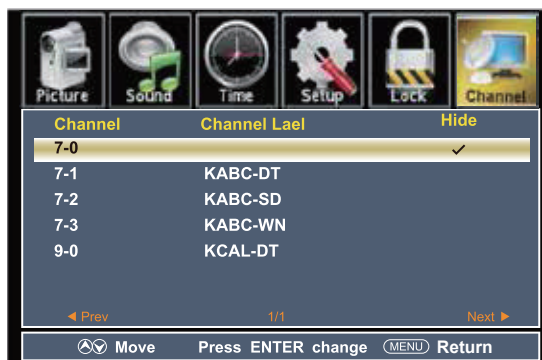 Picture Sound Time Setup Lock Channel
Channel Channel Lael Hide
7-0 ✓
7-1 KABC-DT
7-2 KABC-SD
7-3 KABC-WN
9-0 KCAL-DT
◀ Prev 1/1 Next ▶
Move Press ENTER change MENU Return